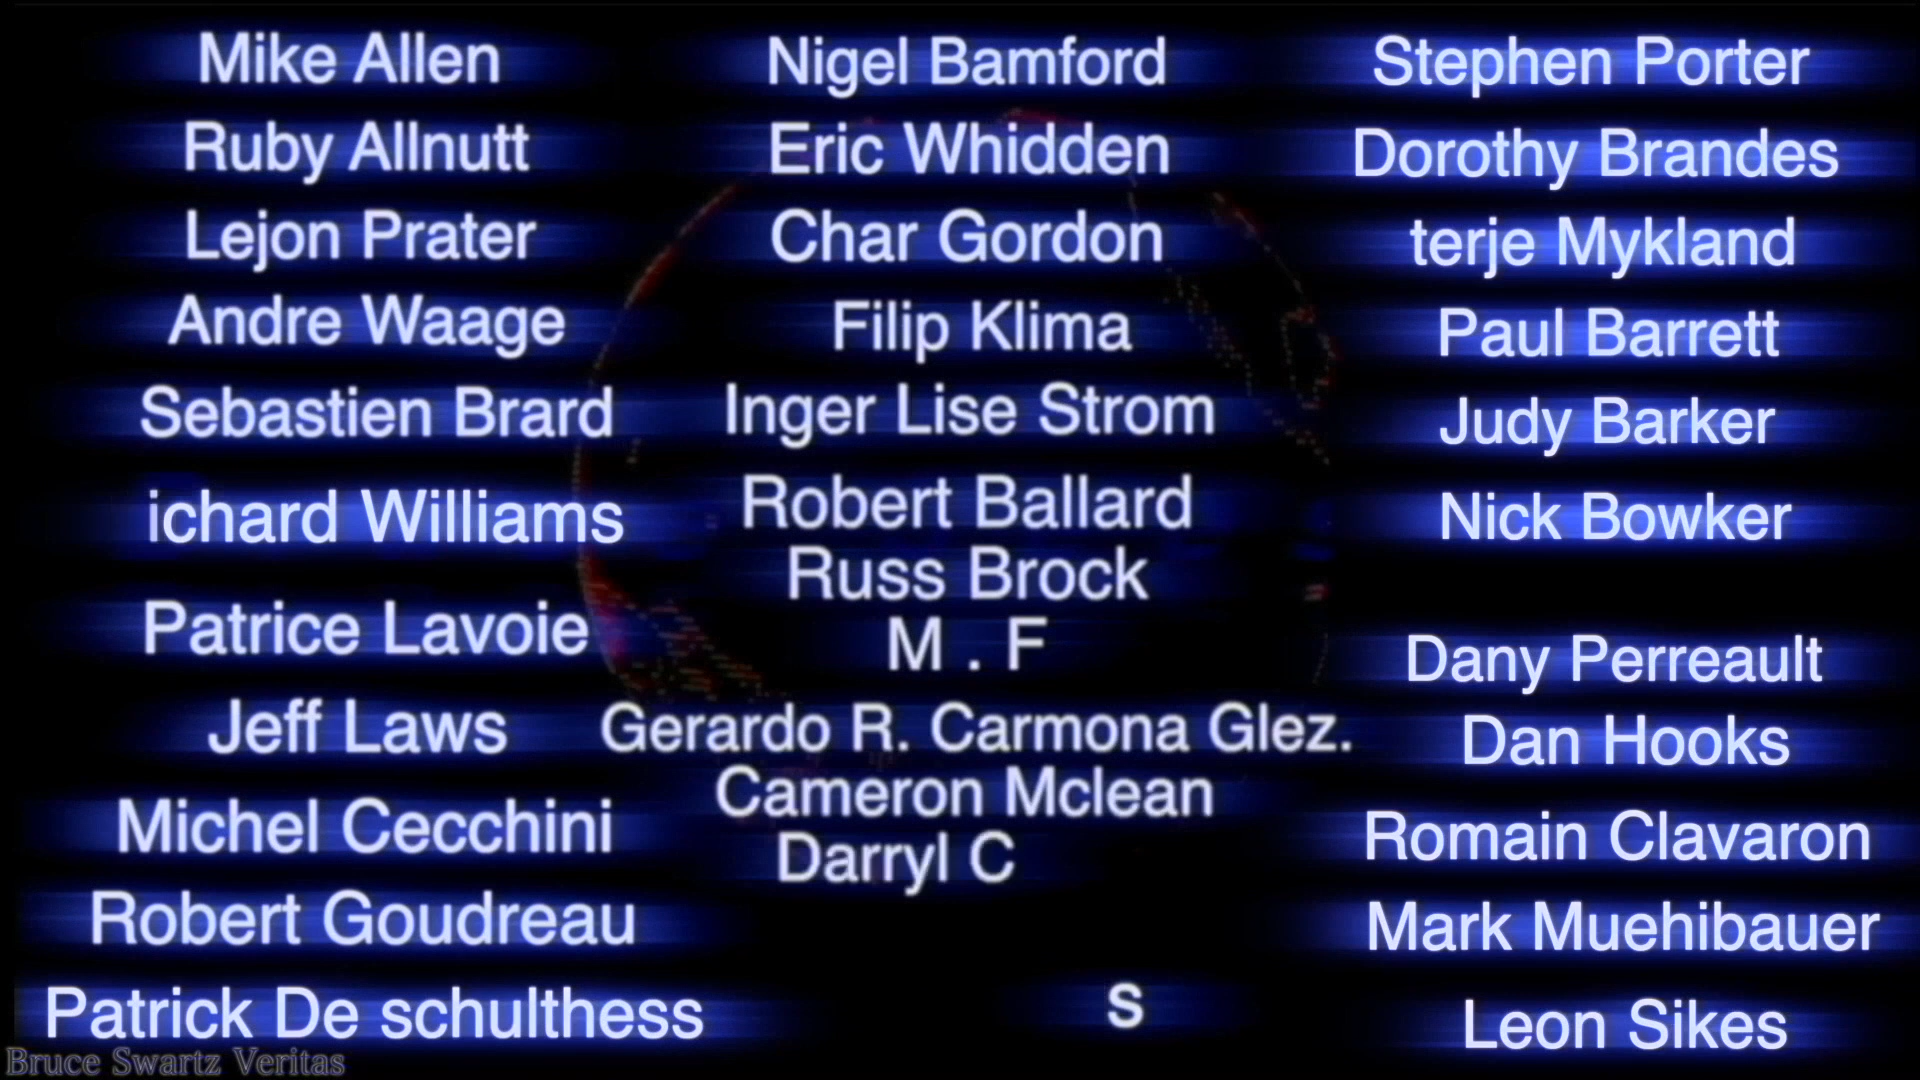 Mike Allen
Ruby Allnutt
Lejon Prater
Andre Waage
Sebastien Brard
ichard Williams
Patrice Lavoie
Jeff Laws
Michel Cecchini
Robert Goudreau
Patrick De schulthess
Bruce Swartz Veritas
Nigel Bamford
Eric Whidden
Char Gordon
Filip Klima
Inger Lise Strom
Robert Ballard
Russ Brock
M . F
Gerardo R. Carmona Glez.
Cameron Mclean
Darryl C
s
Stephen Porter
Dorothy Brandes
terje Mykland
Paul Barrett
Judy Barker
Nick Bowker
Dany Perreault
Dan Hooks
Romain Clavaron
Mark Muehibauer
Leon Sikes